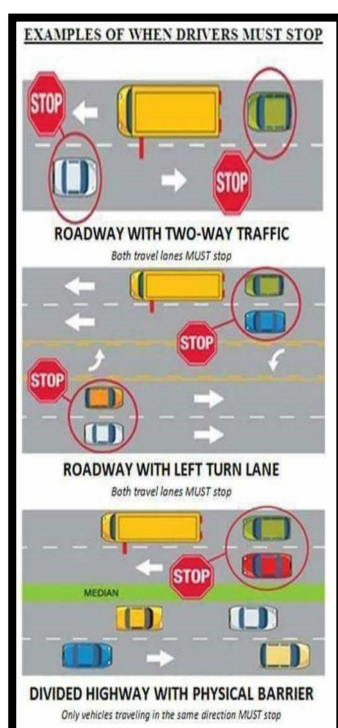 EXAMPLES OF WHEN DRIVERS MUST STOP
STOP
STOP
ROADWAY WITH TWO-WAY TRAFFIC
Both travel lanes MUST stop
STOP
STOP
ROADWAY WITH LEFT TURN LANE
Both travel lanes MUST stop
STOP
MEDIAN
DIVIDED HIGHWAY WITH PHYSICAL BARRIER
Only vehicles traveling in the same direction MUST stop